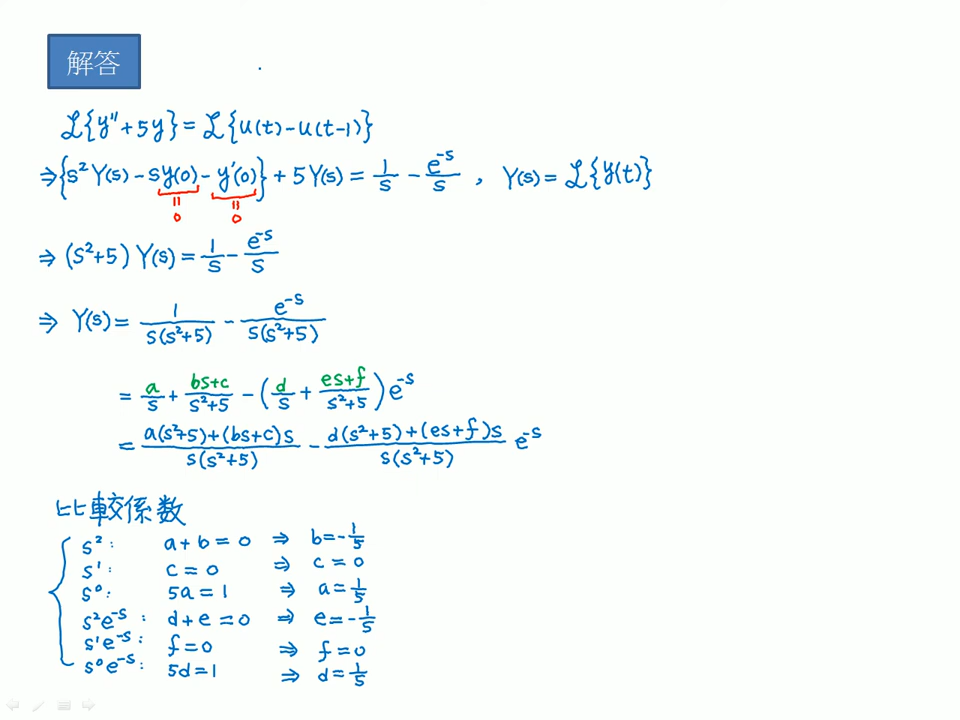 解答
ℒ{y''+5y}=ℒ{u(t)-u(t-1)}
⇒{s²Y(s)-sy(0)-y'(0)}+5Y(s)=1/s-e^-s/s, Y(s)=ℒ{y(t)}
=0 =0
⇒(s²+5)Y(s)=1/s-e^-s/s
⇒Y(s)=1/(s(s²+5))-e^-s/(s(s²+5))
=a/s+(bs+c)/(s²+5)-(d/s+(es+f)/(s²+5))e^-s
=(a(s²+5)+(bs+c)s)/(s(s²+5))-(d(s²+5)+(es+f)s)/(s(s²+5)) e^-s
比較係數
s²: a+b=0 ⇒ b=-1/5
s¹: c=0 ⇒ c=0
s⁰: 5a=1 ⇒ a=1/5
s²e^-s: d+e=0 ⇒ e=-1/5
s¹e^-s: f=0 ⇒ f=0
s⁰e^-s: 5d=1 ⇒ d=1/5